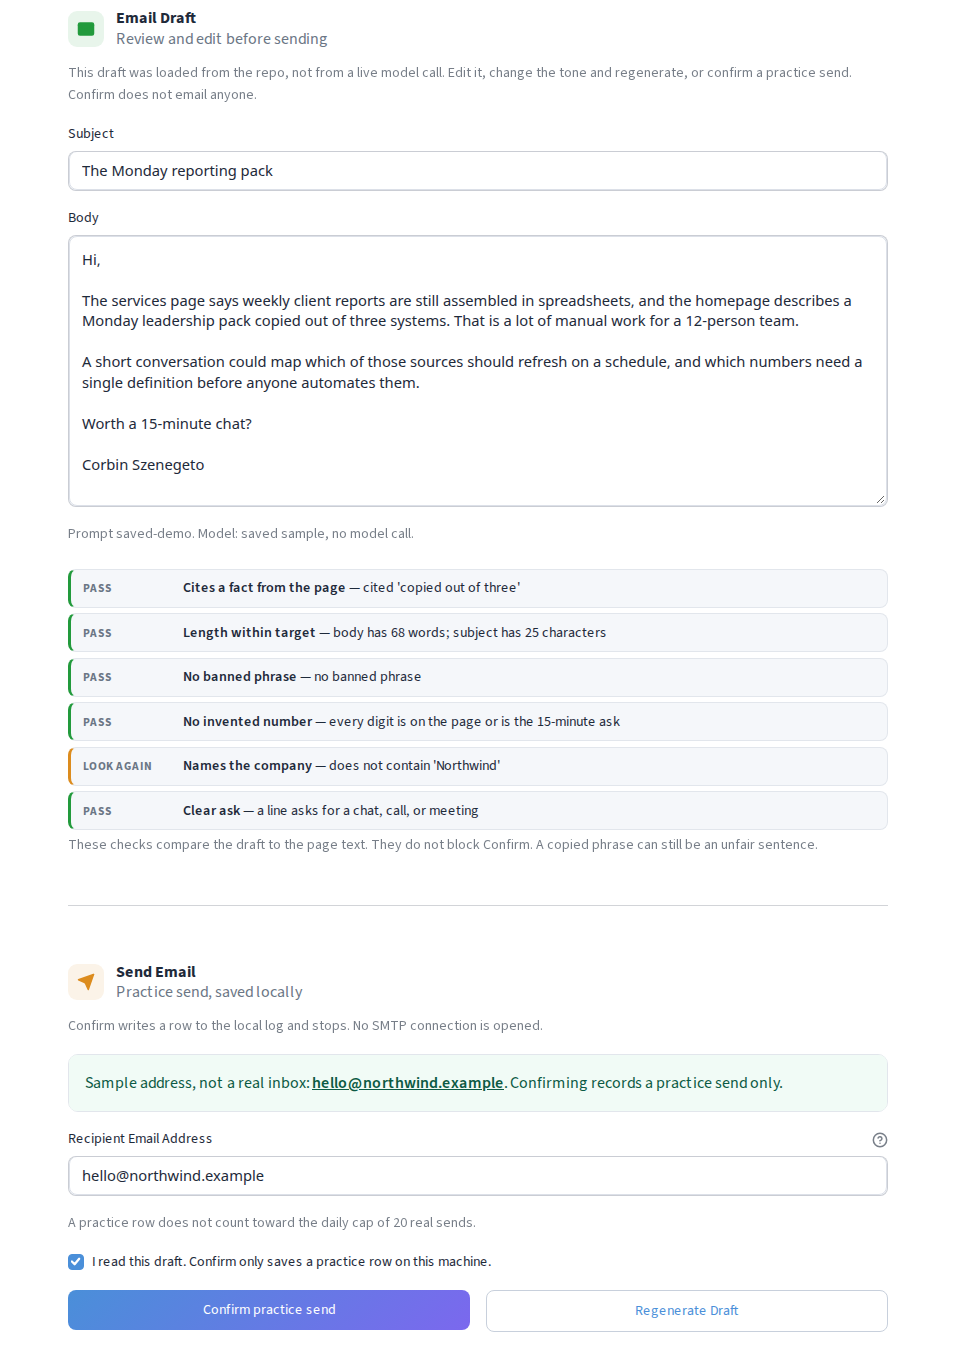 Email Draft
Review and edit before sending
This draft was loaded from the repo, not from a live model call. Edit it, change the tone and regenerate, or confirm a practice send.
Confirm does not email anyone.
Subject
The Monday reporting pack
Body
Hi,
The services page says weekly client reports are still assembled in spreadsheets, and the homepage describes a
Monday leadership pack copied out of three systems. That is a lot of manual work for a 12-person team.
A short conversation could map which of those sources should refresh on a schedule, and which numbers need a
single definition before anyone automates them.
Worth a 15-minute chat?
Corbin Szenegeto
Prompt saved-demo. Model: saved sample, no model call.
PASS Cites a fact from the page — cited 'copied out of three'
PASS Length within target — body has 68 words; subject has 25 characters
PASS No banned phrase — no banned phrase
PASS No invented number — every digit is on the page or is the 15-minute ask
LOOK AGAIN Names the company — does not contain 'Northwind'
PASS Clear ask — a line asks for a chat, call, or meeting
These checks compare the draft to the page text. They do not block Confirm. A copied phrase can still be an unfair sentence.
Send Email
Practice send, saved locally
Confirm writes a row to the local log and stops. No SMTP connection is opened.
Sample address, not a real inbox: hello@northwind.example. Confirming records a practice send only.
Recipient Email Address
hello@northwind.example
A practice row does not count toward the daily cap of 20 real sends.
I read this draft. Confirm only saves a practice row on this machine.
Confirm practice send
Regenerate Draft